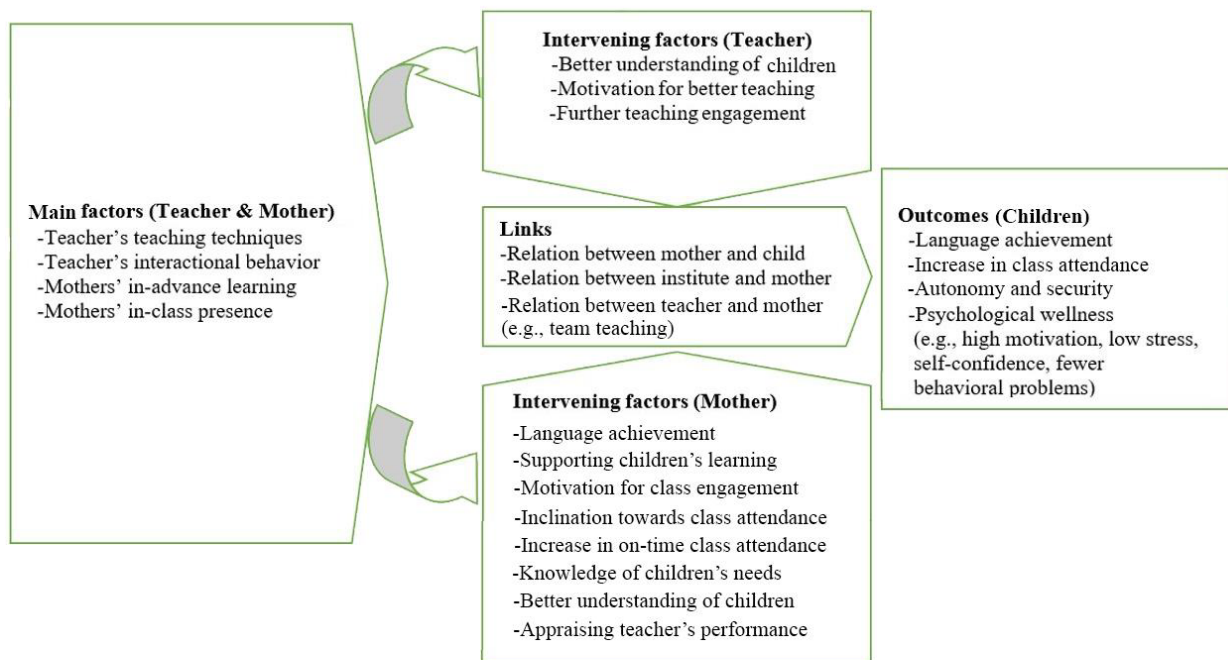 Main factors (Teacher & Mother)
-Teacher’s teaching techniques
-Teacher’s interactional behavior
-Mothers’ in-advance learning
-Mothers’ in-class presence
Intervening factors (Teacher)
-Better understanding of children
-Motivation for better teaching
-Further teaching engagement
Links
-Relation between mother and child
-Relation between institute and mother
-Relation between teacher and mother
(e.g., team teaching)
Intervening factors (Mother)
-Language achievement
-Supporting children’s learning
-Motivation for class engagement
-Inclination towards class attendance
-Increase in on-time class attendance
-Knowledge of children’s needs
-Better understanding of children
-Appraising teacher’s performance
Outcomes (Children)
-Language achievement
-Increase in class attendance
-Autonomy and security
-Psychological wellness
(e.g., high motivation, low stress,
self-confidence, fewer
behavioral problems)